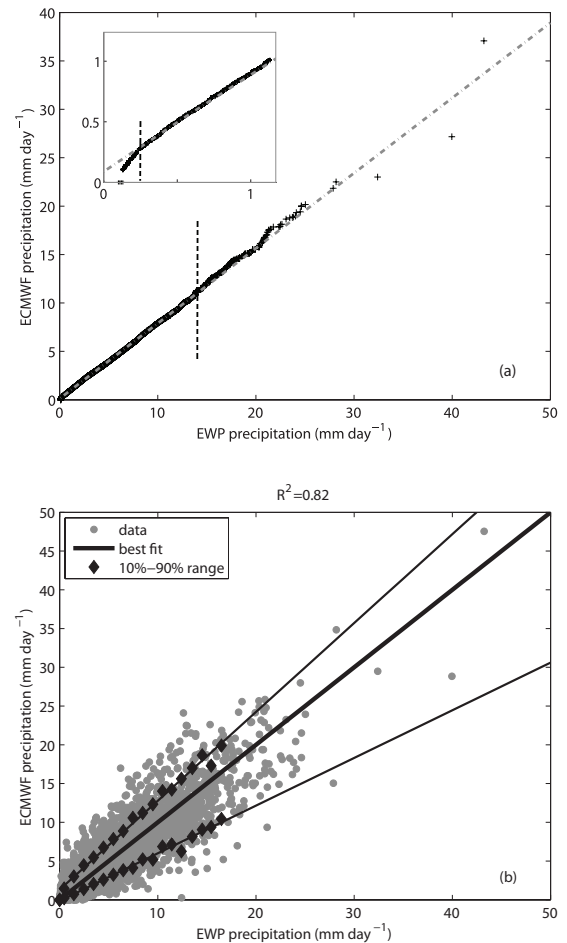 40
35
30
25
20
15
10
5
0
1
0.5
0
0 1
ECMWF precipitation (mm day −1)
(a)
0 10 20 30 40 50
EWP precipitation (mm day−1)
R2=0.82
50
45
40
35
30
25
20
15
10
5
0
data
best fit
10%−90% range
ECMWF precipitation (mm day −1)
(b)
0 10 20 30 40 50
EWP precipitation (mm day −1)